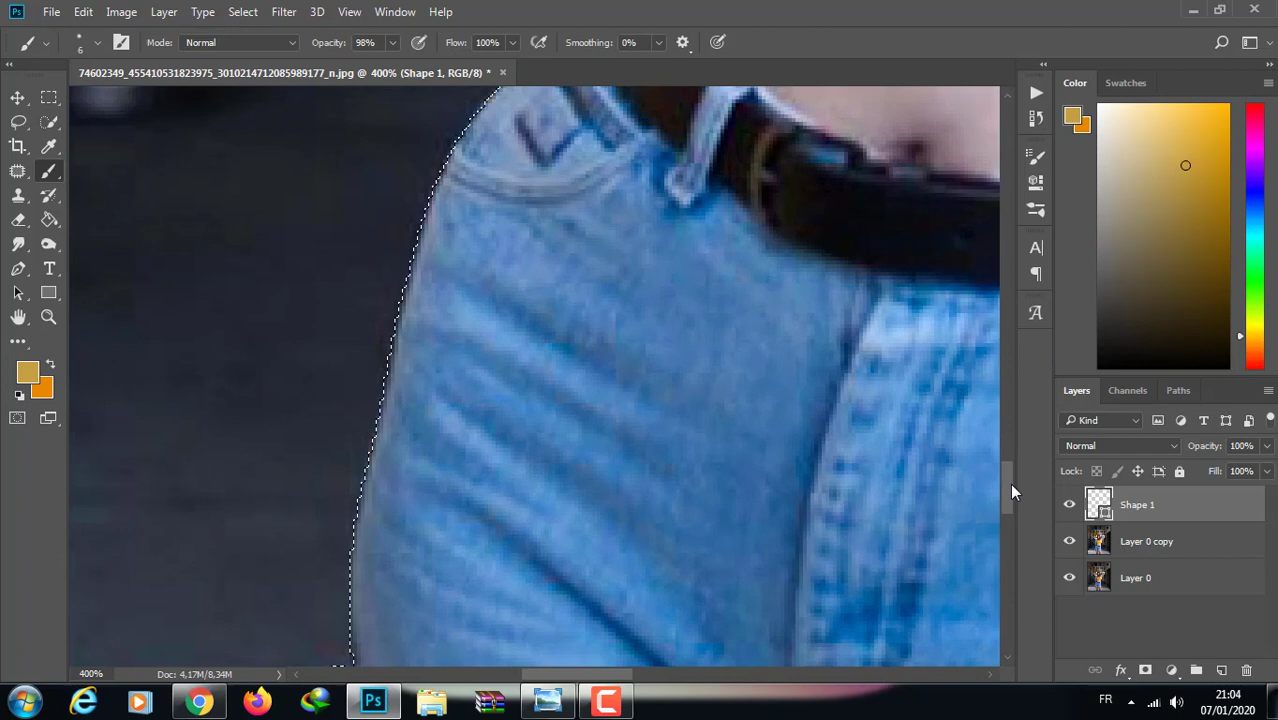 Ps File Edit Image Layer Type Select Filter 3D View Window Help
6 Mode: Normal Opacity: 98% Flow: 100% Smoothing: 0%
74602349_455410531823975_3010214712085989177_n.jpg @ 400% (Shape 1, RGB/8) *
Color Swatches
Layers Channels Paths
Kind
Normal Opacity: 100%
Lock: Fill: 100%
Shape 1
Layer 0 copy
Layer 0
400% Doc: 4,17M/8,34M
Ps FR 21:04
07/01/2020